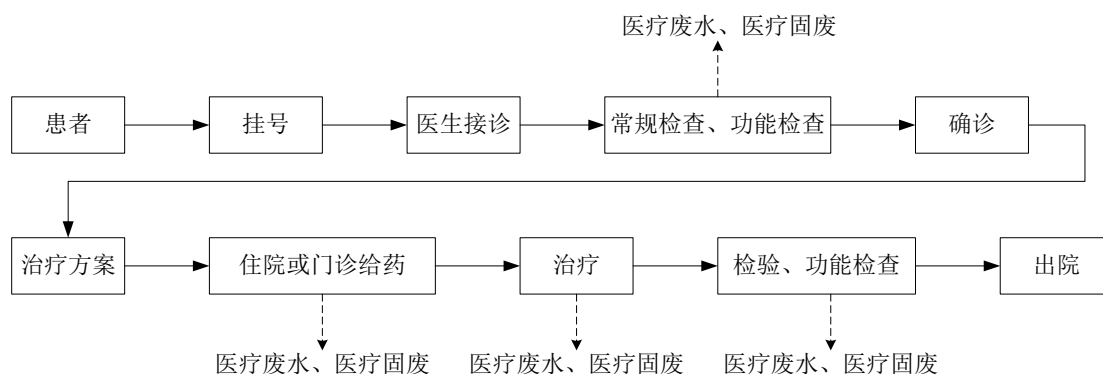 医疗废水、医疗固废
患者
挂号
医生接诊
常规检查、功能检查
确诊
治疗方案
住院或门诊给药
治疗
检验、功能检查
出院
医疗废水、医疗固废
医疗废水、医疗固废
医疗废水、医疗固废